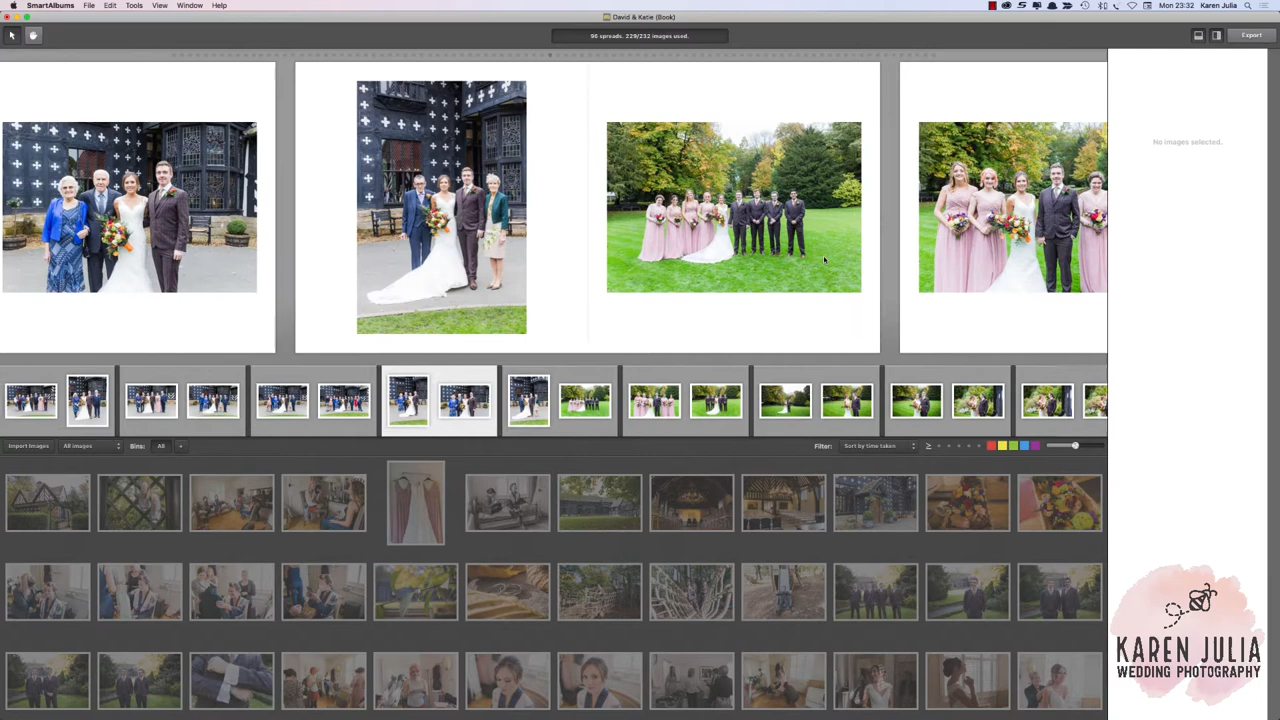 SmartAlbums File Edit Tools View Window Help
Mon 23:32 Karen Julia
David & Katie (Book)
96 spreads. 229/232 images used.
Export
No images selected.
Import Images All images Bins: All
Filter: Sort by time taken ≥
KAREN JULIA
WEDDING PHOTOGRAPHY